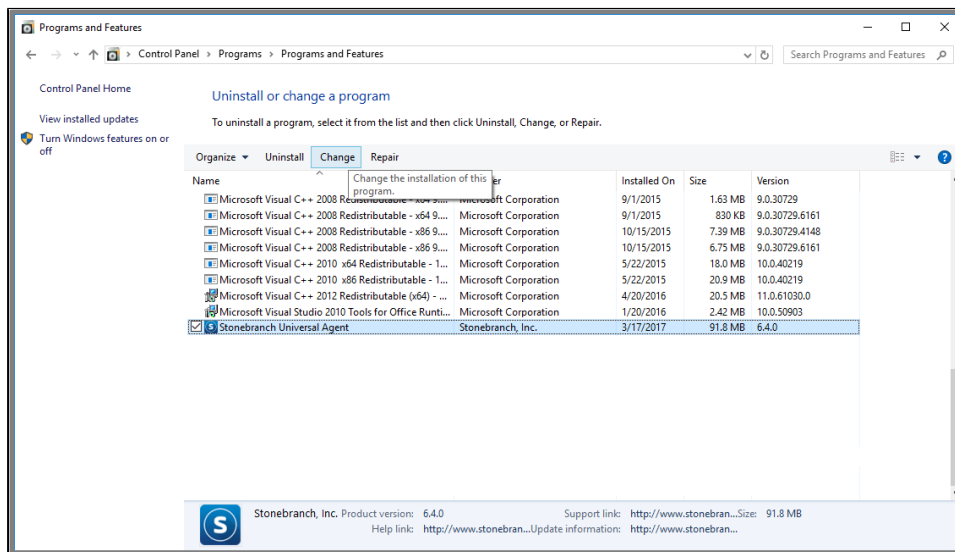 Programs and Features
Control Panel > Programs > Programs and Features
Search Programs and Features
Control Panel Home
View installed updates
Turn Windows features on or
off
Uninstall or change a program
To uninstall a program, select it from the list and then click Uninstall, Change, or Repair.
Organize Uninstall Change Repair
Change the installation of this
program.
Name er Installed On Size Version
Microsoft Visual C++ 2008 Redistributable - x64 9.... Microsoft Corporation 9/1/2015 1.63 MB 9.0.30729
Microsoft Visual C++ 2008 Redistributable - x64 9.... Microsoft Corporation 9/1/2015 830 KB 9.0.30729.6161
Microsoft Visual C++ 2008 Redistributable - x86 9.... Microsoft Corporation 10/15/2015 7.39 MB 9.0.30729.4148
Microsoft Visual C++ 2008 Redistributable - x86 9.... Microsoft Corporation 10/15/2015 6.75 MB 9.0.30729.6161
Microsoft Visual C++ 2010 x64 Redistributable - 1... Microsoft Corporation 5/22/2015 18.0 MB 10.0.40219
Microsoft Visual C++ 2010 x86 Redistributable - 1... Microsoft Corporation 5/22/2015 20.9 MB 10.0.40219
Microsoft Visual C++ 2012 Redistributable (x64) - ... Microsoft Corporation 4/20/2016 20.5 MB 11.0.61030.0
Microsoft Visual Studio 2010 Tools for Office Runti... Microsoft Corporation 1/20/2016 2.42 MB 10.0.50903
Stonebranch Universal Agent Stonebranch, Inc. 3/17/2017 91.8 MB 6.4.0
Stonebranch, Inc. Product version: 6.4.0 Support link: http://www.stonebran...Size: 91.8 MB
Help link: http://www.stonebran...Update information: http://www.stonebran...